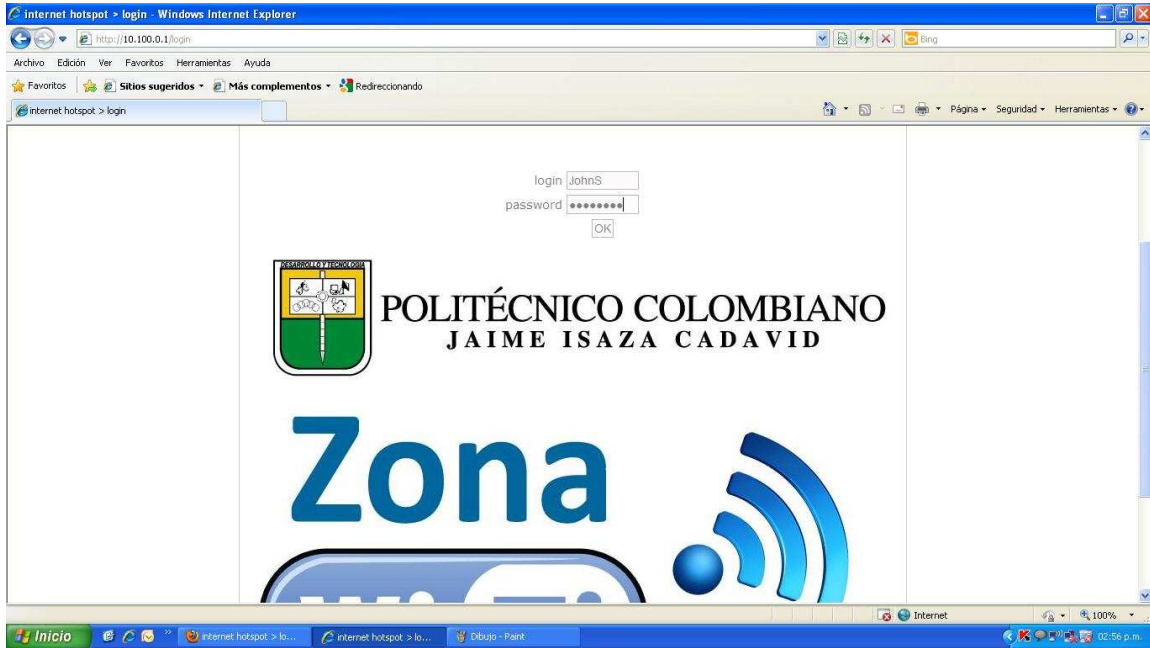 internet hotspot > login - Windows Internet Explorer
http://10.100.0.1/login
Bing
Archivo Edición Ver Favoritos Herramientas Ayuda
Favoritos Sitios sugeridos Más complementos Redireccionando
internet hotspot > login
Página Seguridad Herramientas
login JohnS
password ••••••••
OK
DESARROLLO Y TECNOLOGIA
POLITÉCNICO COLOMBIANO
JAIME ISAZA CADAVID
Zona
Wi Fi
Internet 100%
Inicio internet hotspot > lo... internet hotspot > lo... Dibujo - Paint 02:56 p.m.